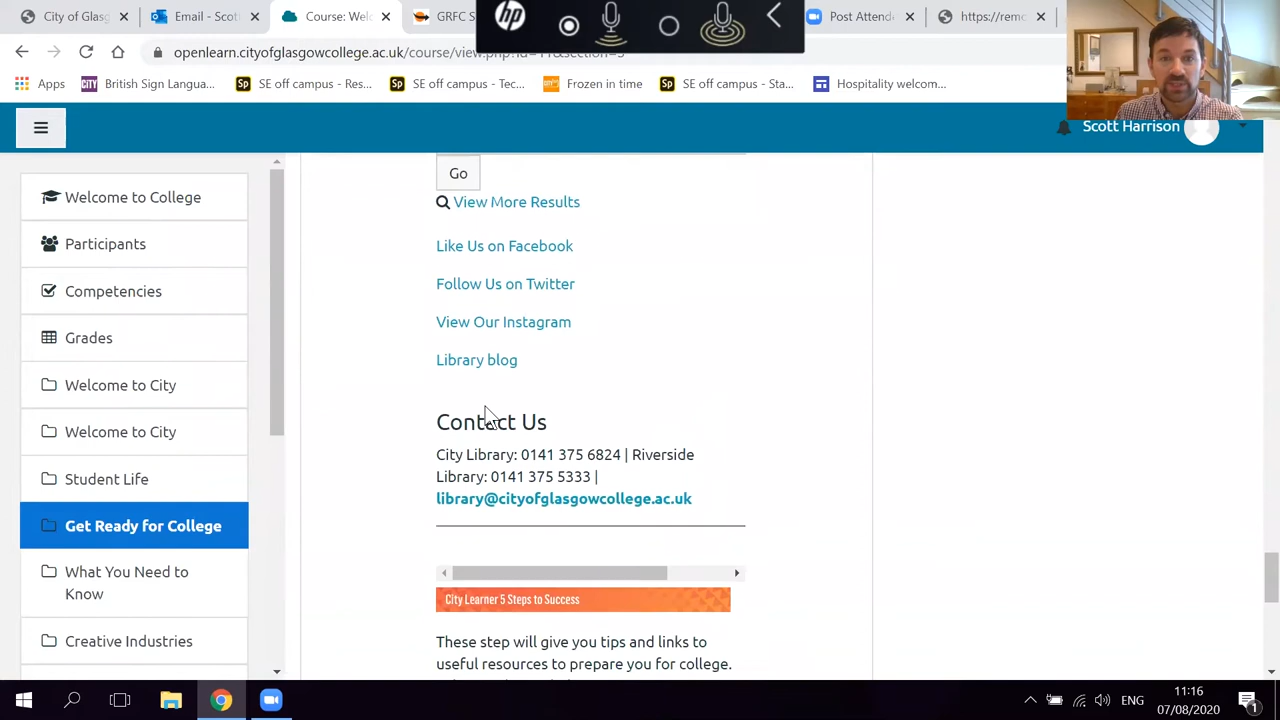 City of Glasg
Email - Scott
Course: Welc
GRFC S
Post Attend
https://remo
openlearn.cityofglasgowcollege.ac.uk/course/view.php?id=
Apps
British Sign Langua...
SE off campus - Res...
SE off campus - Tec...
Frozen in time
SE off campus - Sta...
Hospitality welcom...
Scott Harrison
Welcome to College
Participants
Competencies
Grades
Welcome to City
Welcome to City
Student Life
Get Ready for College
What You Need to
Know
Creative Industries
Go
View More Results
Like Us on Facebook
Follow Us on Twitter
View Our Instagram
Library blog
Contact Us
City Library: 0141 375 6824 | Riverside
Library: 0141 375 5333 |
library@cityofglasgowcollege.ac.uk
City Learner 5 Steps to Success
These step will give you tips and links to
useful resources to prepare you for college.
ENG
11:16
07/08/2020
1